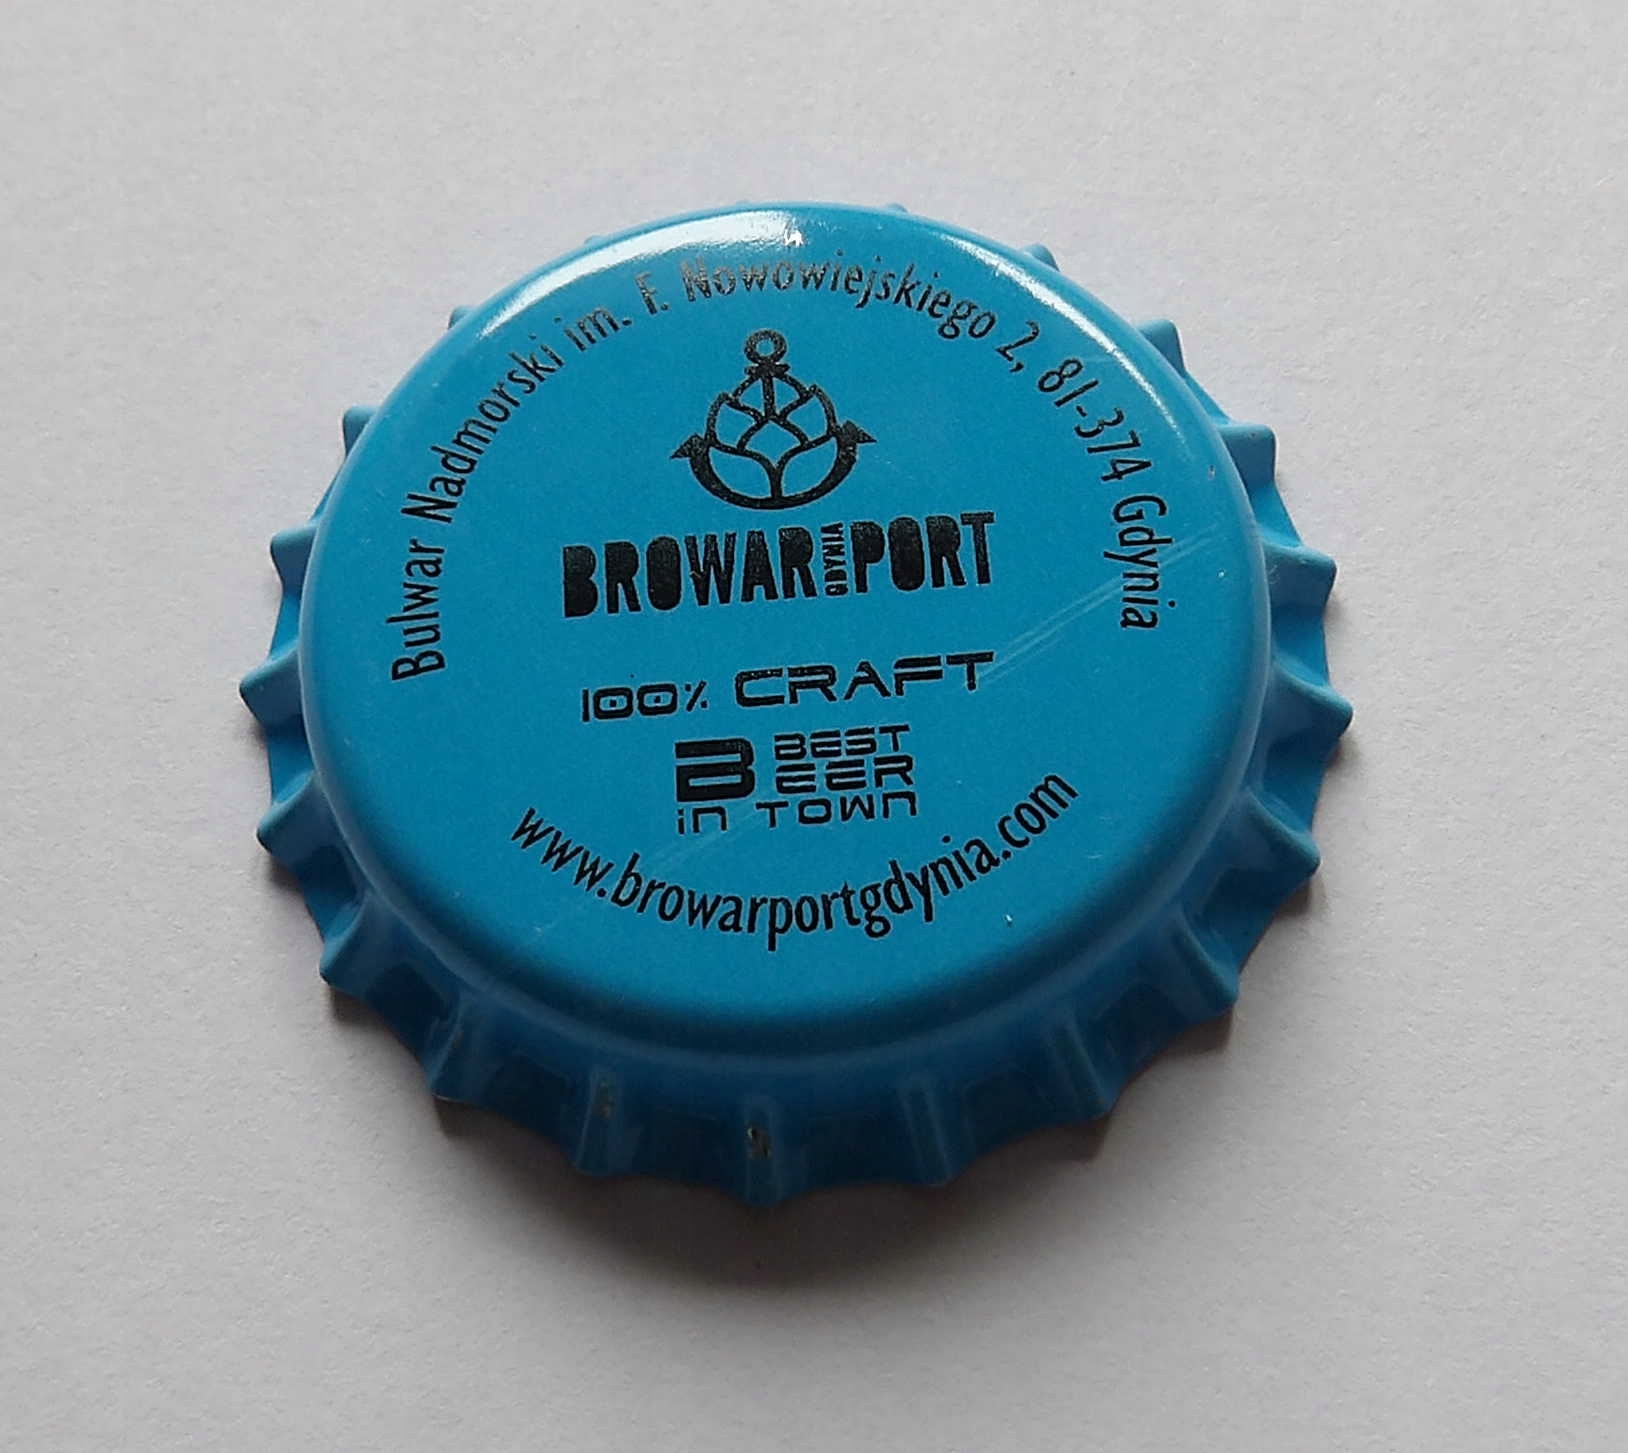 Bulwar Nadmorski im. F. Nowowiejskiego 2, 81-374 Gdynia
BROWAR GDYNIA PORT
100% CRAFT
B BEST
EER
in TOWN
www.browarportgdynia.com